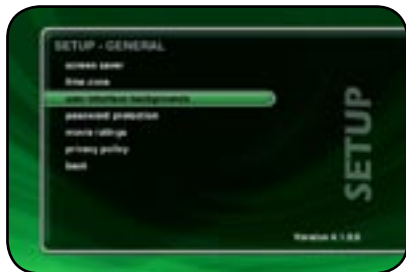 SETUP - GENERAL
screen saver
time zone
user interface backgrounds
password protection
movie ratings
privacy policy
back
SETUP